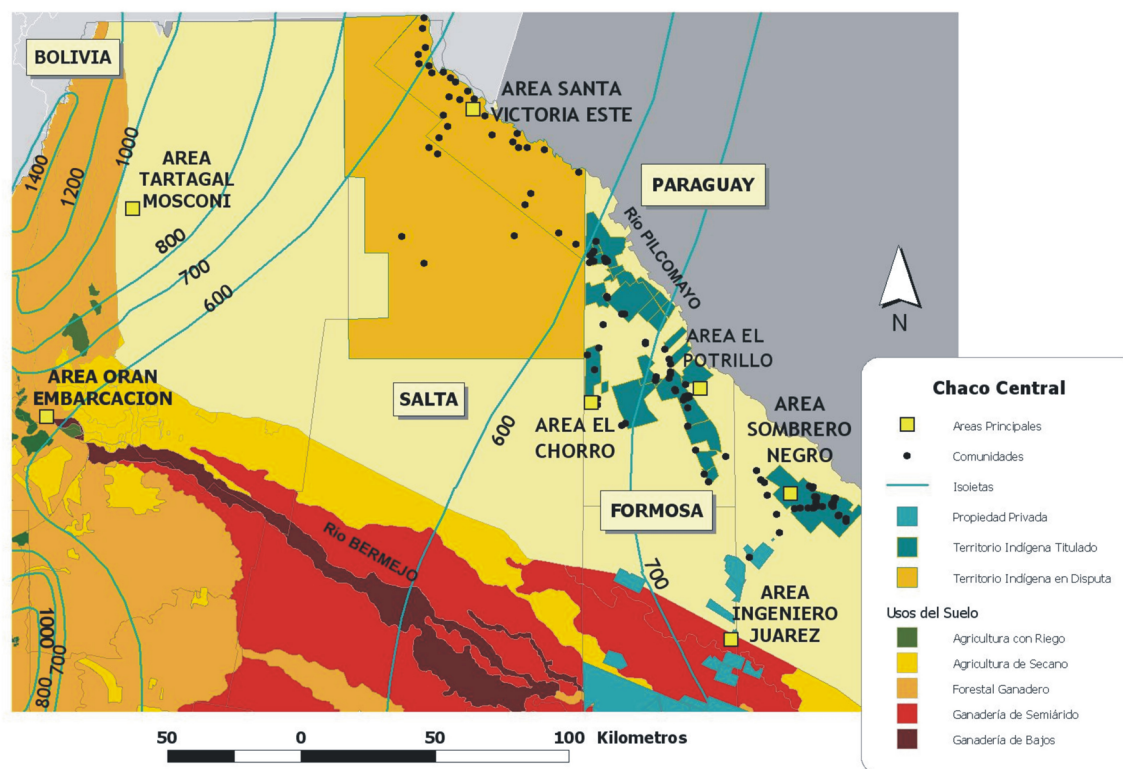 BOLIVIA
AREA SANTA
VICTORIA ESTE
1400
1200
1000
AREA
TARTAGAL
MOSCONI
PARAGUAY
Río PILCOMAYO
800
700
600
N
AREA EL
POTRILLO
AREA ORAN
EMBARCACION
SALTA
600
AREA EL
CHORRO
AREA
SOMBRERO
NEGRO
FORMOSA
Rio BERMEJO
700
AREA
INGENIERO
JUAREZ
1000
700
800
Chaco Central
Areas Principales
Comunidades
Isoietas
Propiedad Privada
Territorio Indígena Titulado
Territorio Indígena en Disputa
Usos del Suelo
Agricultura con Riego
Agricultura de Secano
Forestal Ganadero
Ganadería de Semiárido
Ganadería de Bajos
50 0 50 100 Kilometros